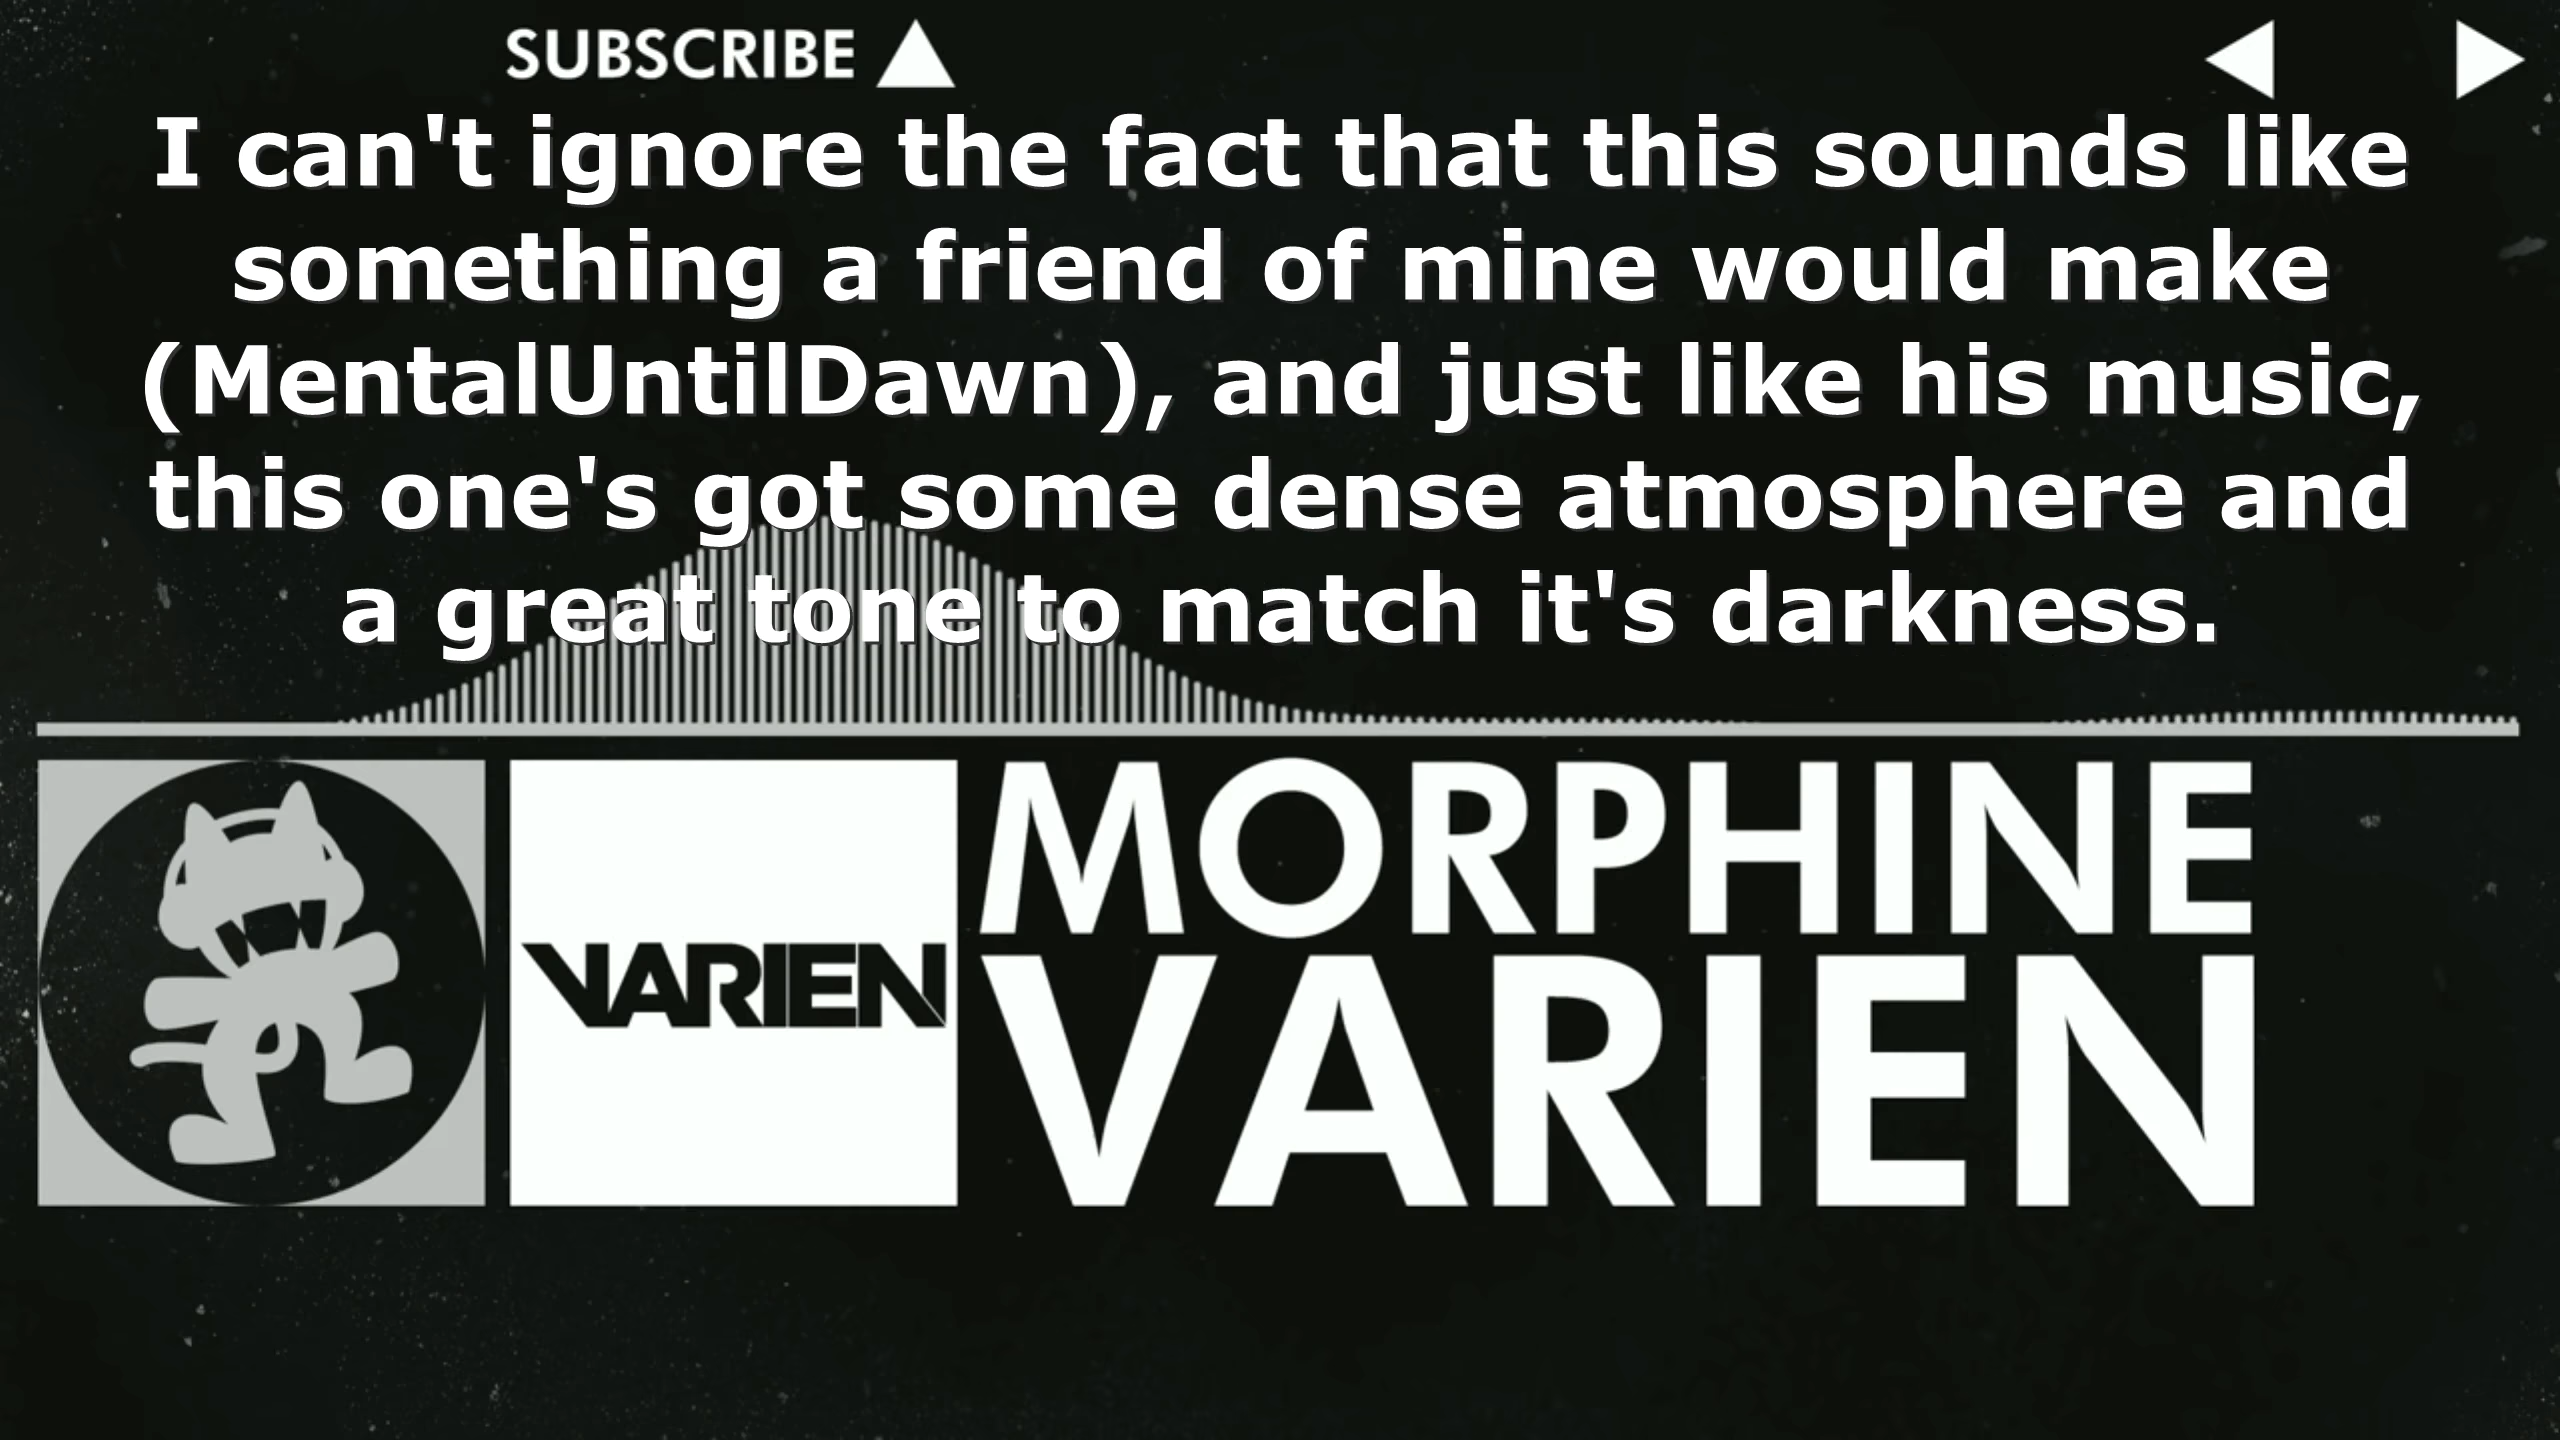 SUBSCRIBE
I can't ignore the fact that this sounds like
something a friend of mine would make
(MentalUntilDawn), and just like his music,
this one's got some dense atmosphere and
a great tone to match it's darkness.
VARIEN
MORPHINE
VARIEN